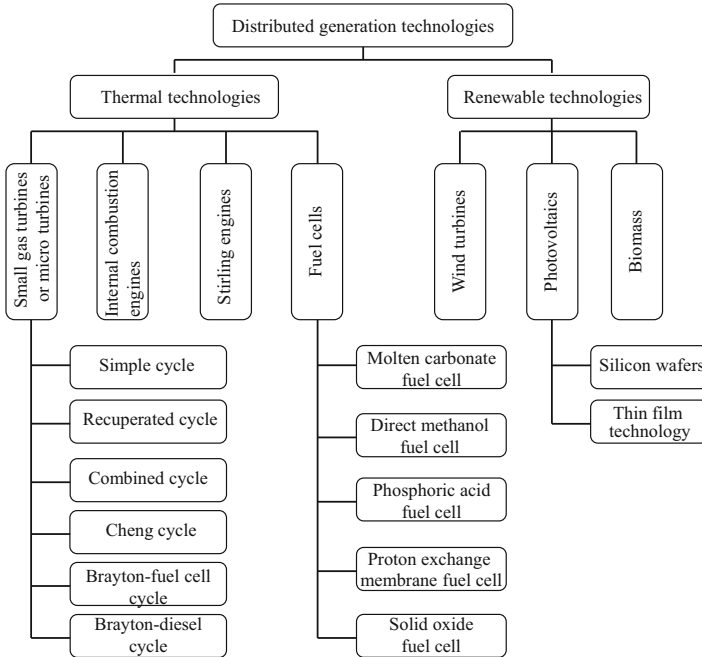 Distributed generation technologies
Thermal technologies
Renewable technologies
Small gas turbines
or micro turbines
Internal combustion
engines
Stirling engines
Fuel cells
Wind turbines
Photovoltaics
Biomass
Simple cycle
Recuperated cycle
Combined cycle
Cheng cycle
Brayton-fuel cell
cycle
Brayton-diesel
cycle
Molten carbonate
fuel cell
Direct methanol
fuel cell
Phosphoric acid
fuel cell
Proton exchange
membrane fuel cell
Solid oxide
fuel cell
Silicon wafers
Thin film
technology